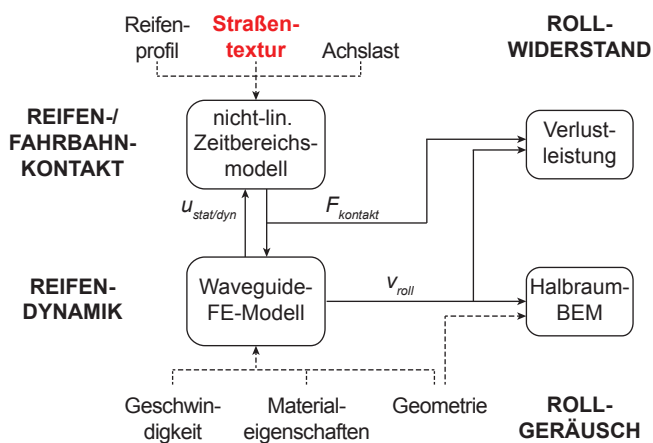 Reifen-
profil
Straßen-
textur
Achslast
ROLL-
WIDERSTAND
REIFEN-/
FAHRBAHN-
KONTAKT
nicht-lin.
Zeitbereichs-
modell
Verlust-
leistung
u stat/dyn
F kontakt
REIFEN-
DYNAMIK
Waveguide-
FE-Modell
v roll
Halbraum-
BEM
Geschwin-
digkeit
Material-
eigenschaften
Geometrie
ROLL-
GERÄUSCH